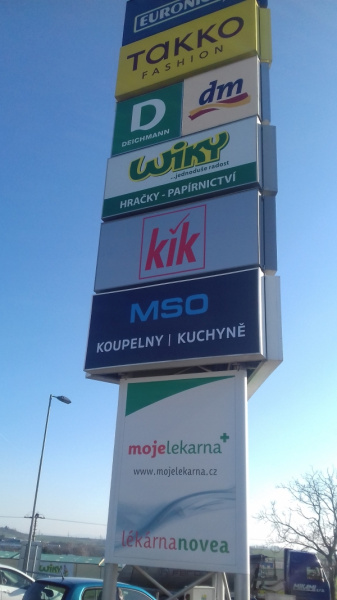 EURONICS
TAKKO
FASHION
D
DEICHMANN
dm
WIKY
...jednoduše radost
HRAČKY - PAPÍRNICTVÍ
kik
MSO
KOUPELNY | KUCHYNĚ
mojelekarna+
www.mojelekarna.cz
lékárnanovea
WIKY